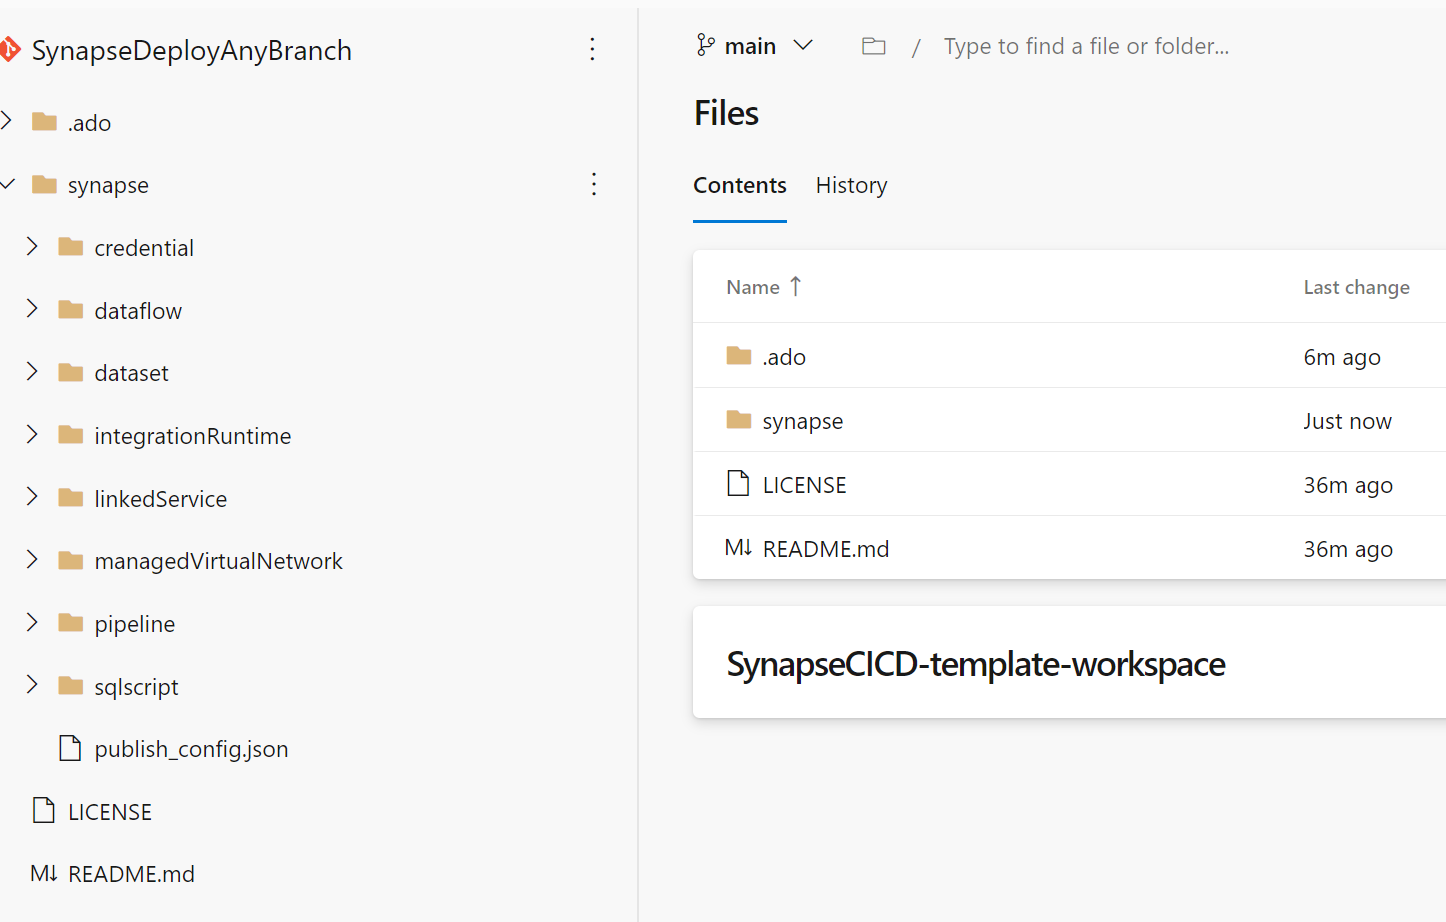 SynapseDeployAnyBranch
.ado
synapse
credential
dataflow
dataset
integrationRuntime
linkedService
managedVirtualNetwork
pipeline
sqlscript
publish_config.json
LICENSE
M↓ README.md
main
/ Type to find a file or folder...
Files
Contents History
Name ↑ Last change
.ado 6m ago
synapse Just now
LICENSE 36m ago
M↓ README.md 36m ago
SynapseCICD-template-workspace